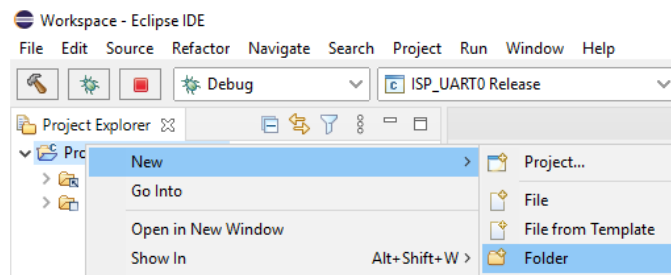 Workspace - Eclipse IDE
File Edit Source Refactor Navigate Search Project Run Window Help
Debug ISP_UART0 Release
Project Explorer
New Project...
Go Into File
Open in New Window File from Template
Show In Alt+Shift+W Folder